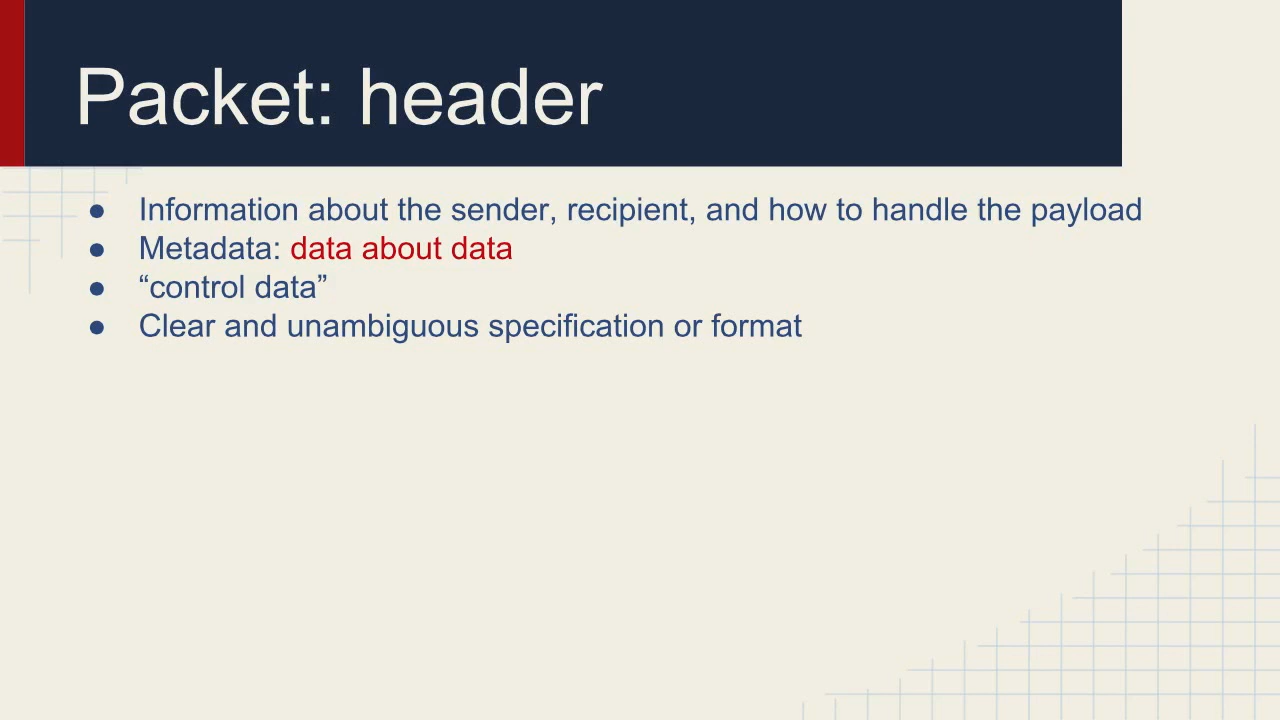 Packet: header
● Information about the sender, recipient, and how to handle the payload
● Metadata: data about data
● “control data”
● Clear and unambiguous specification or format